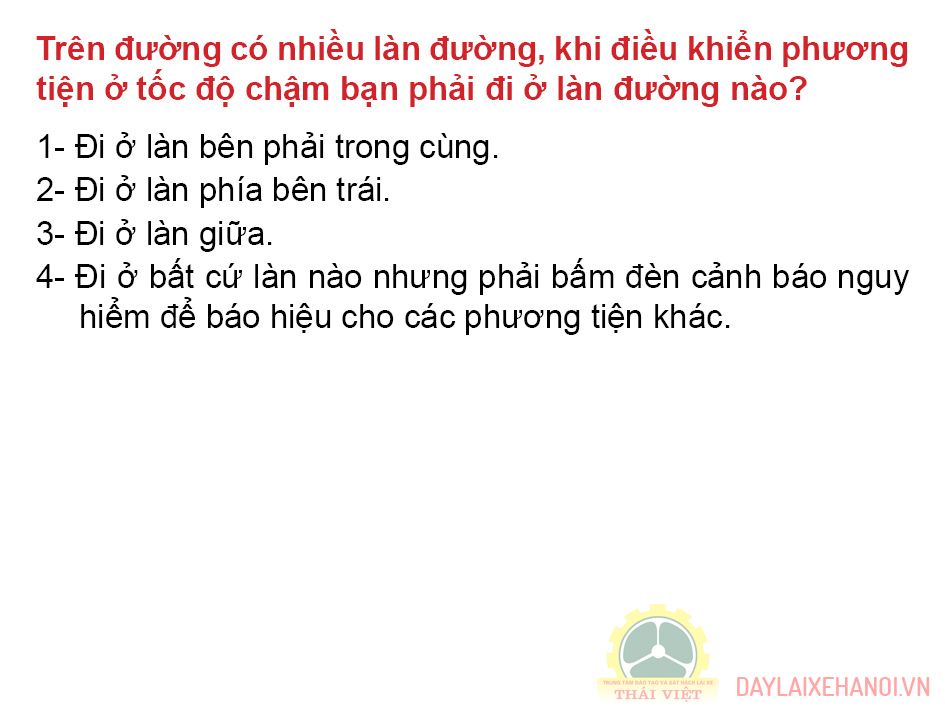 Trên đường có nhiều làn đường, khi điều khiển phương
tiện ở tốc độ chậm bạn phải đi ở làn đường nào?
1- Đi ở làn bên phải trong cùng.
2- Đi ở làn phía bên trái.
3- Đi ở làn giữa.
4- Đi ở bất cứ làn nào nhưng phải bấm đèn cảnh báo nguy
hiểm để báo hiệu cho các phương tiện khác.
TRUNG TÂM ĐÀO TẠO VÀ SÁT HẠCH LÁI XE
THÁI VIỆT
DAYLAIXEHANOI.VN